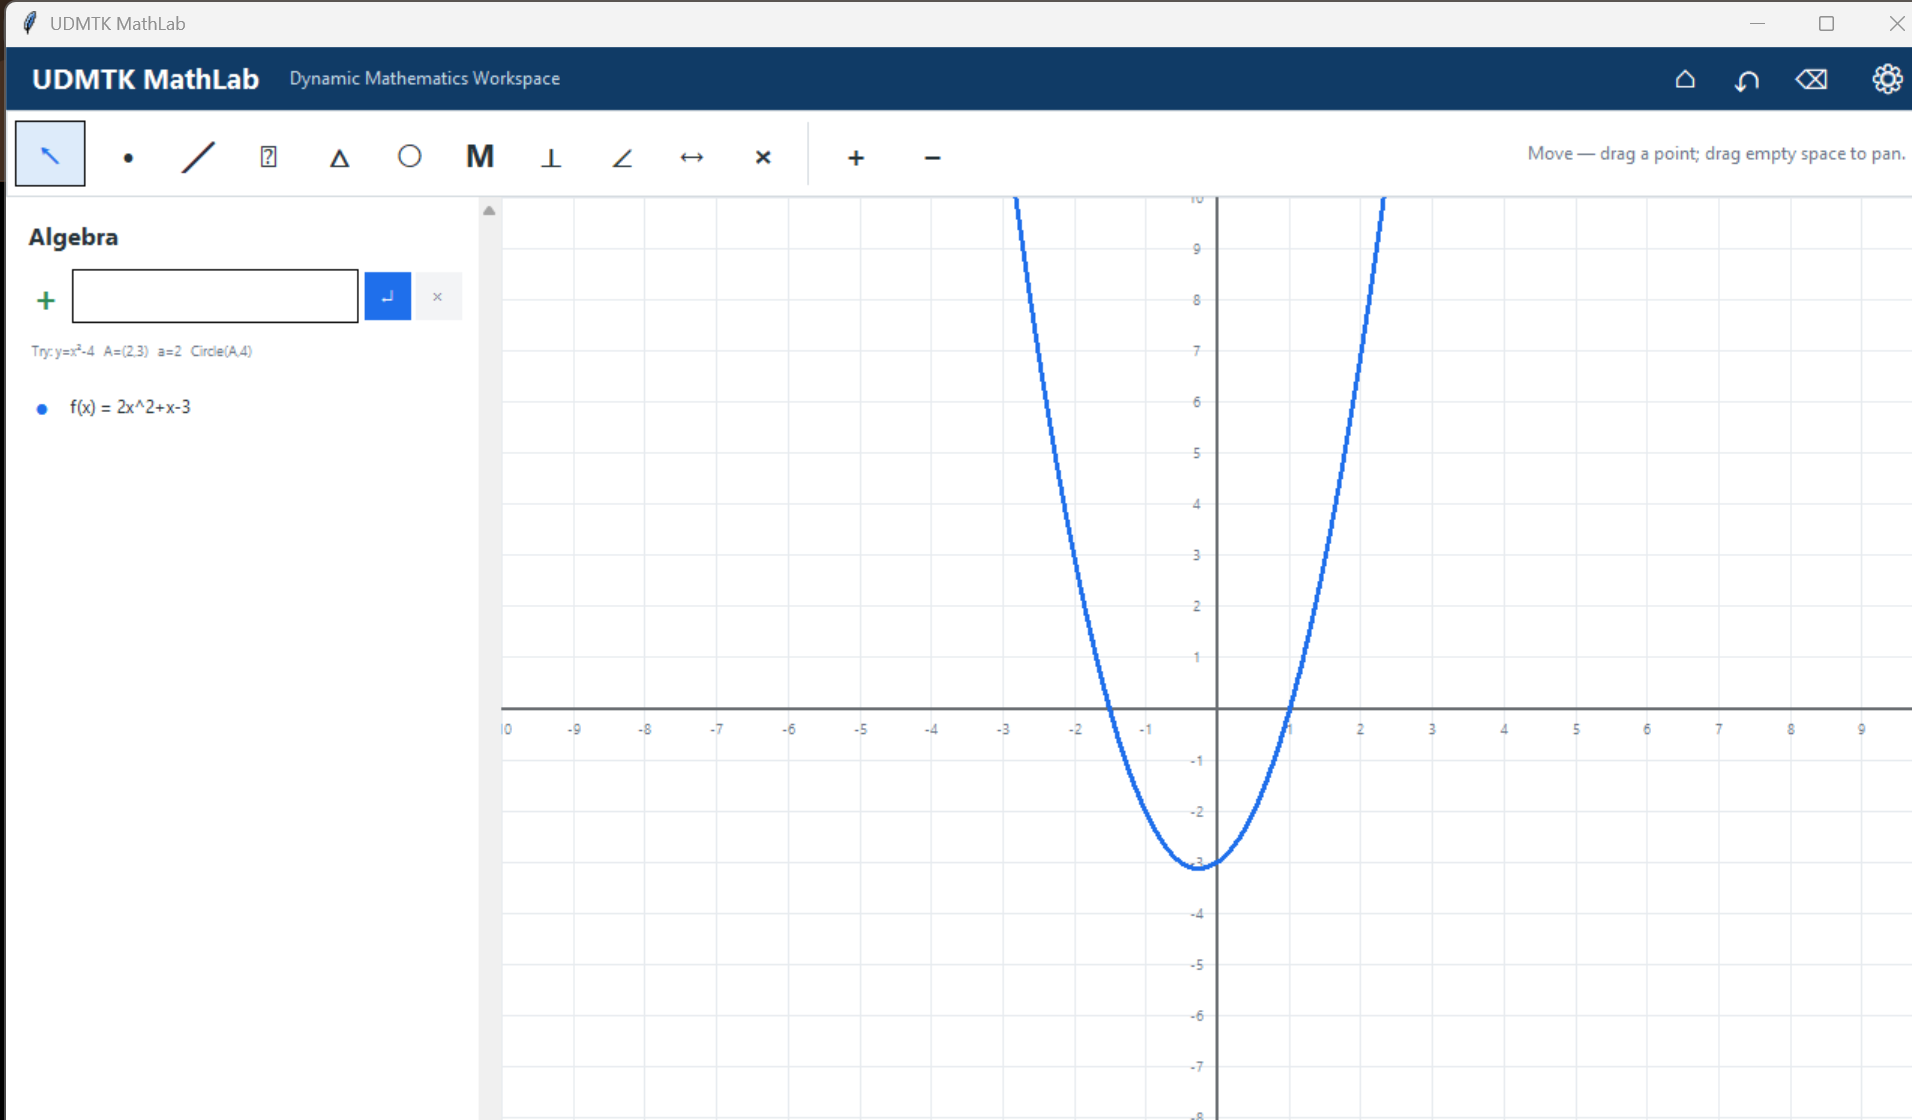 UDMTK MathLab
UDMTK MathLab Dynamic Mathematics Workspace
M
Move — drag a point; drag empty space to pan.
Algebra
+
Try: y=x²-4 A=(2,3) a=2 Circle(A,4)
f(x) = 2x^2+x-3
10
9
8
7
6
5
4
3
2
1
-9 -8 -7 -6 -5 -4 -3 -2 -1 1 2 3 4 5 6 7 8 9
-1
-2
-3
-4
-5
-6
-7
-8